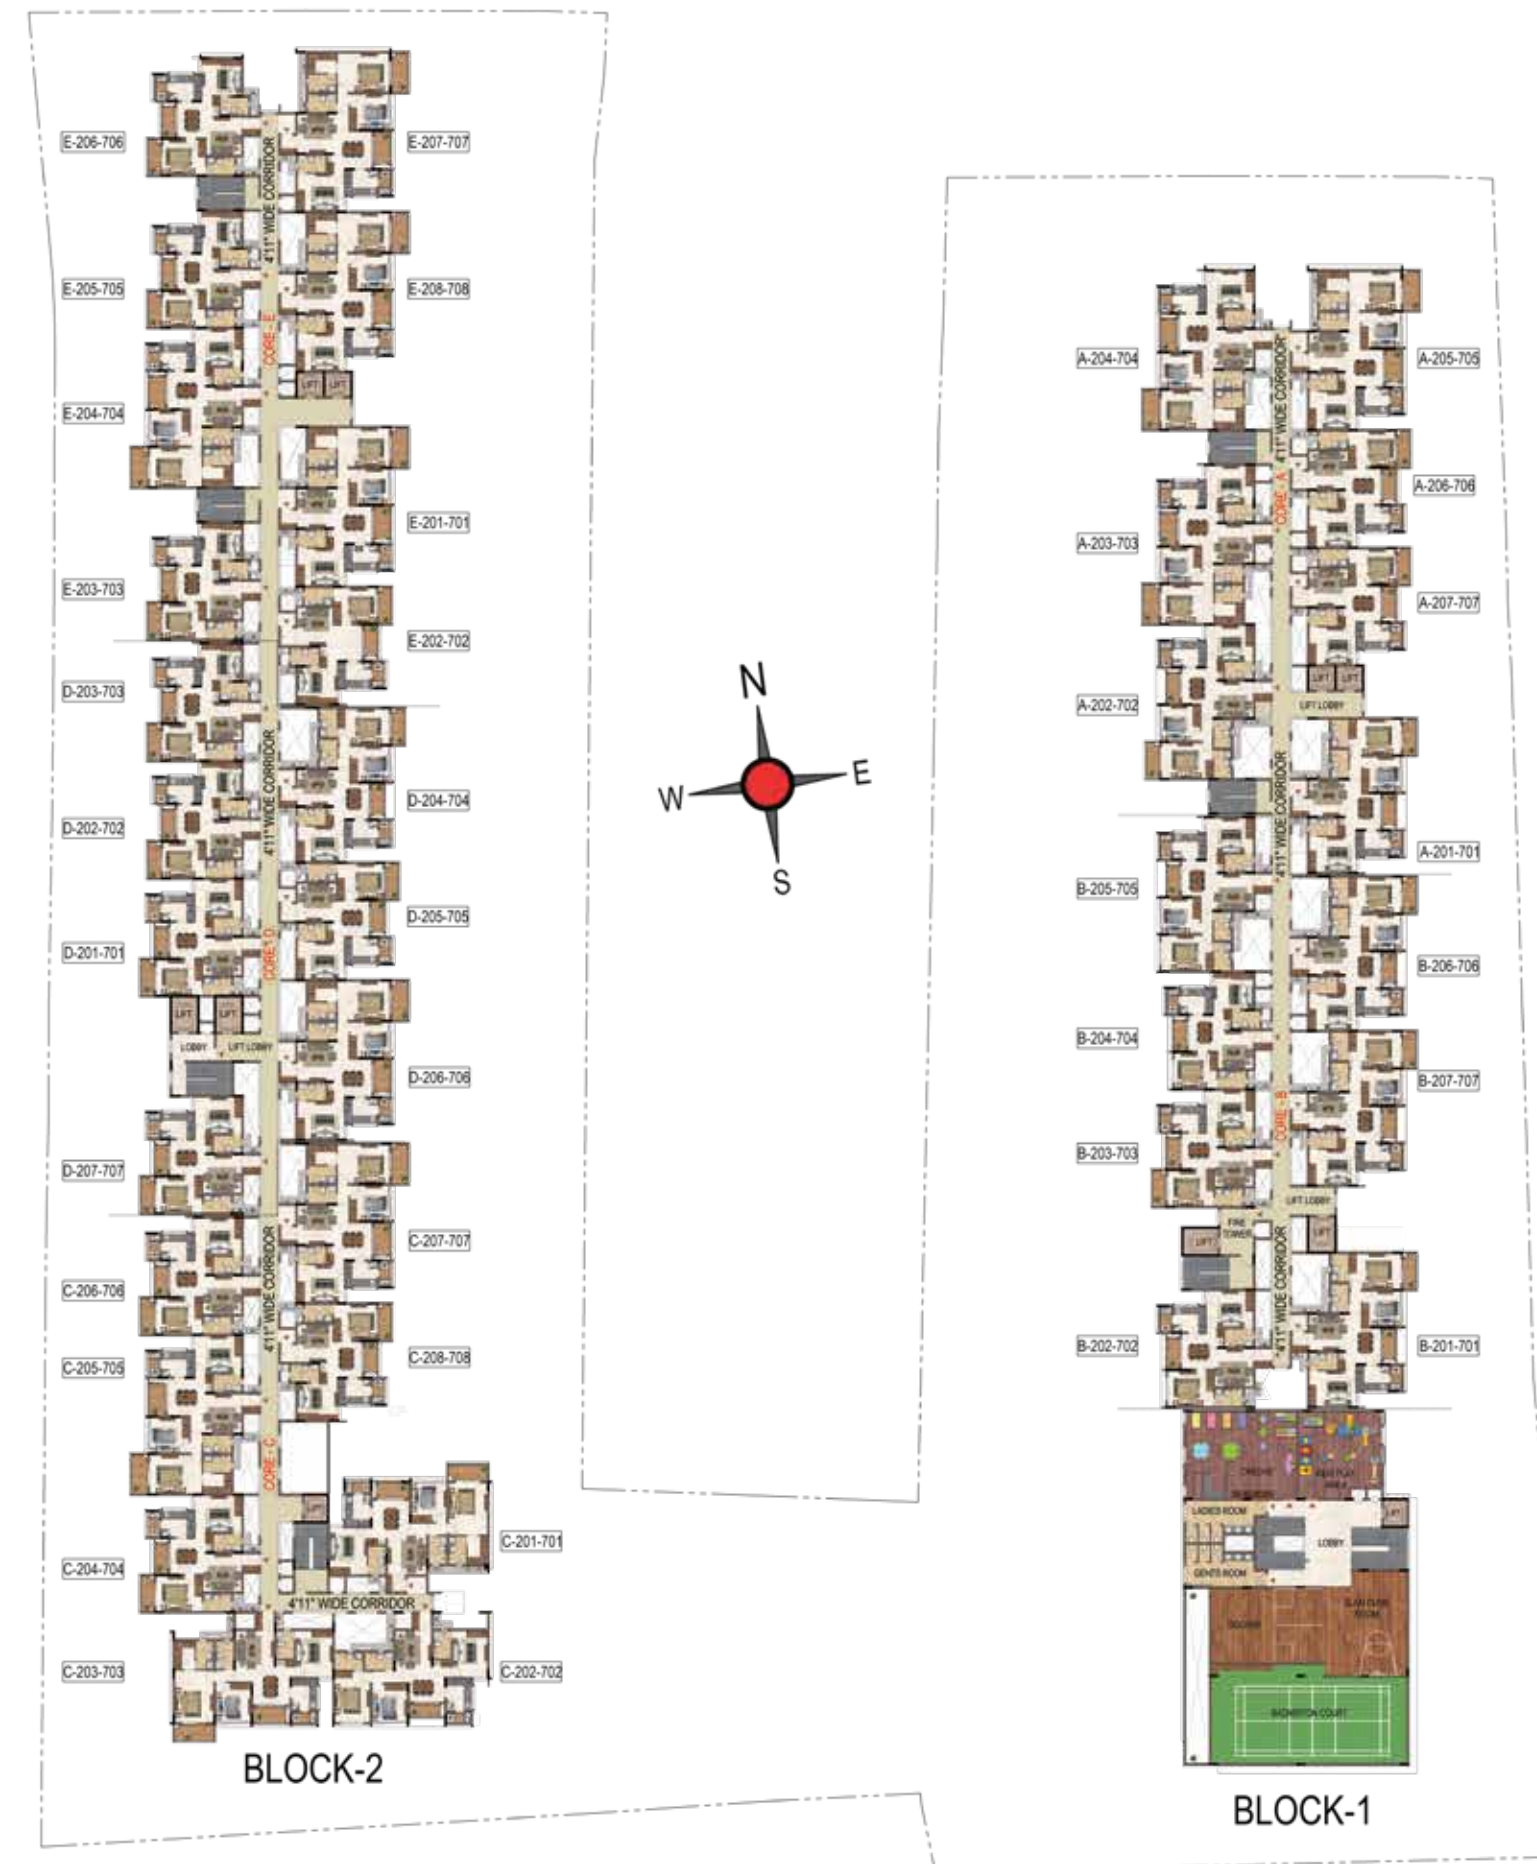 E-206-706
E-207-707
4'11" WIDE CORRIDOR
E-205-705
E-208-708
CORE - E
LIFT
LIFT
E-204-704
E-201-701
E-203-703
E-202-702
D-203-703
4'11" WIDE CORRIDOR
D-204-704
D-202-702
D-205-705
D-201-701
LIFT
LIFT
LOBBY
LIFT LOBBY
D-206-706
D-207-707
C-207-707
4'11" WIDE CORRIDOR
C-206-706
C-208-708
C-205-705
CORE - C
LIFT
C-201-701
C-204-704
4'11" WIDE CORRIDOR
C-203-703
C-202-702
BLOCK-2
N
W
E
S
A-204-704
A-205-705
4'11" WIDE CORRIDOR
CORE - A
A-206-706
A-203-703
A-207-707
LIFT
LIFT
LIFT LOBBY
A-202-702
4'11" WIDE CORRIDOR
A-201-701
B-205-705
B-206-706
B-204-704
B-207-707
CORE - B
B-203-703
LIFT LOBBY
FIRE
TOWER
LIFT
LIFT
4'11" WIDE CORRIDOR
B-202-702
B-201-701
LADIES ROOM
LIFT
LOBBY
GENTS ROOM
BADMINTON COURT
BLOCK-1